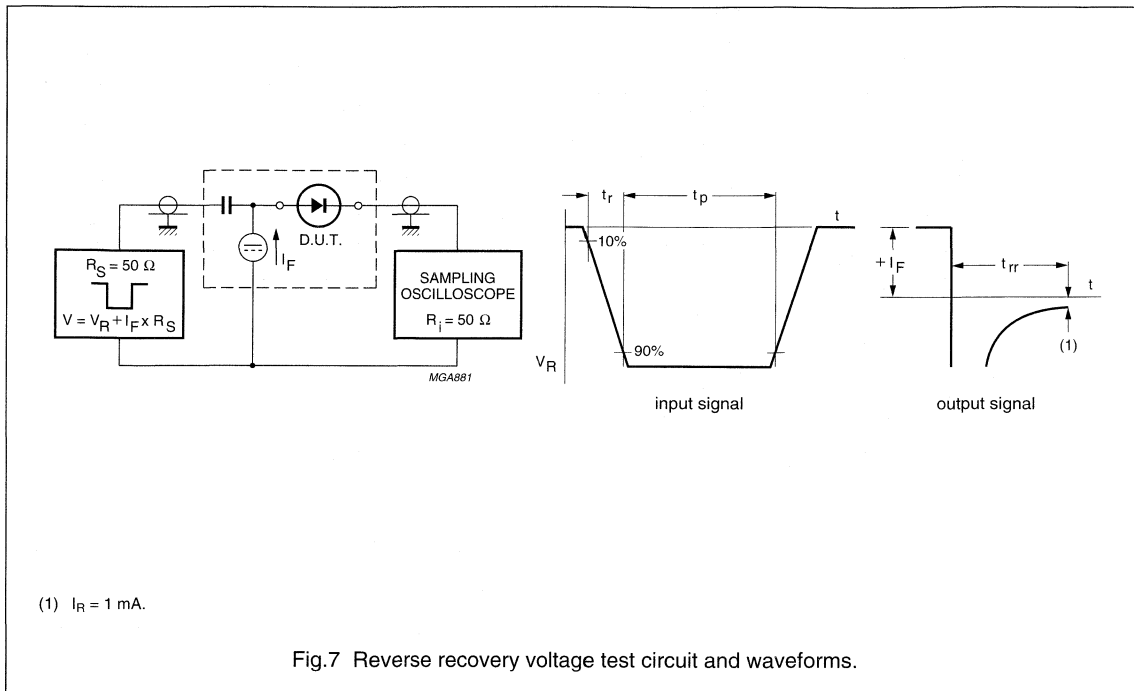 D.U.T.
I_F
R_S = 50 Ω
V = V_R + I_F x R_S
SAMPLING
OSCILLOSCOPE
R_i = 50 Ω
MGA881
t_r
t_p
t
10%
90%
V_R
input signal
+ I_F
t_rr
t
(1)
output signal
(1) I_R = 1 mA.
Fig.7 Reverse recovery voltage test circuit and waveforms.